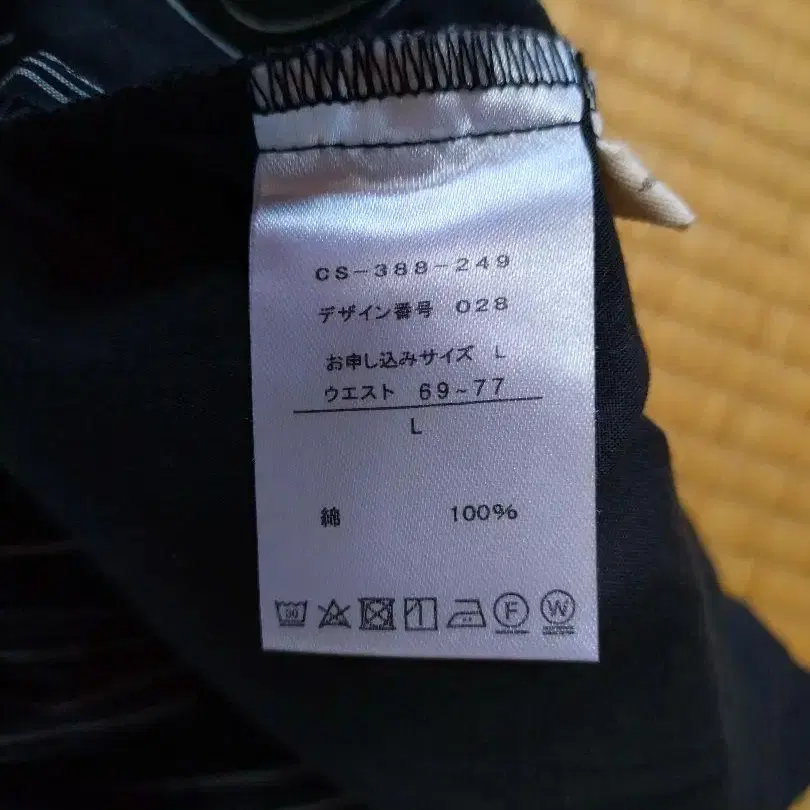 CS-388-249
デザイン番号 028
お申し込みサイズ L
ウエスト 69~77
L
綿 100%
30 F W